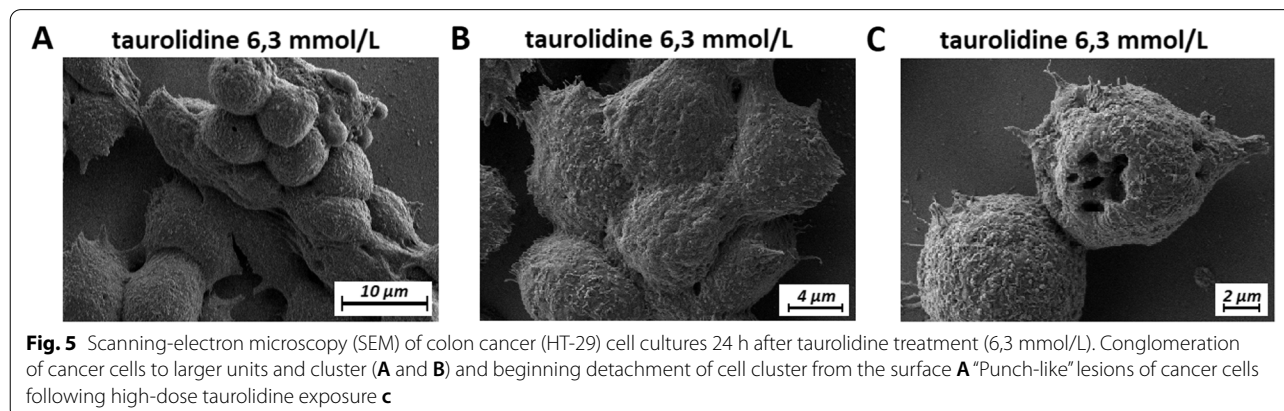 A taurolidine 6,3 mmol/L
B taurolidine 6,3 mmol/L
C taurolidine 6,3 mmol/L
10 µm
4 µm
2 µm
Fig. 5 Scanning-electron microscopy (SEM) of colon cancer (HT-29) cell cultures 24 h after taurolidine treatment (6,3 mmol/L). Conglomeration
of cancer cells to larger units and cluster (A and B) and beginning detachment of cell cluster from the surface A “Punch-like” lesions of cancer cells
following high-dose taurolidine exposure c